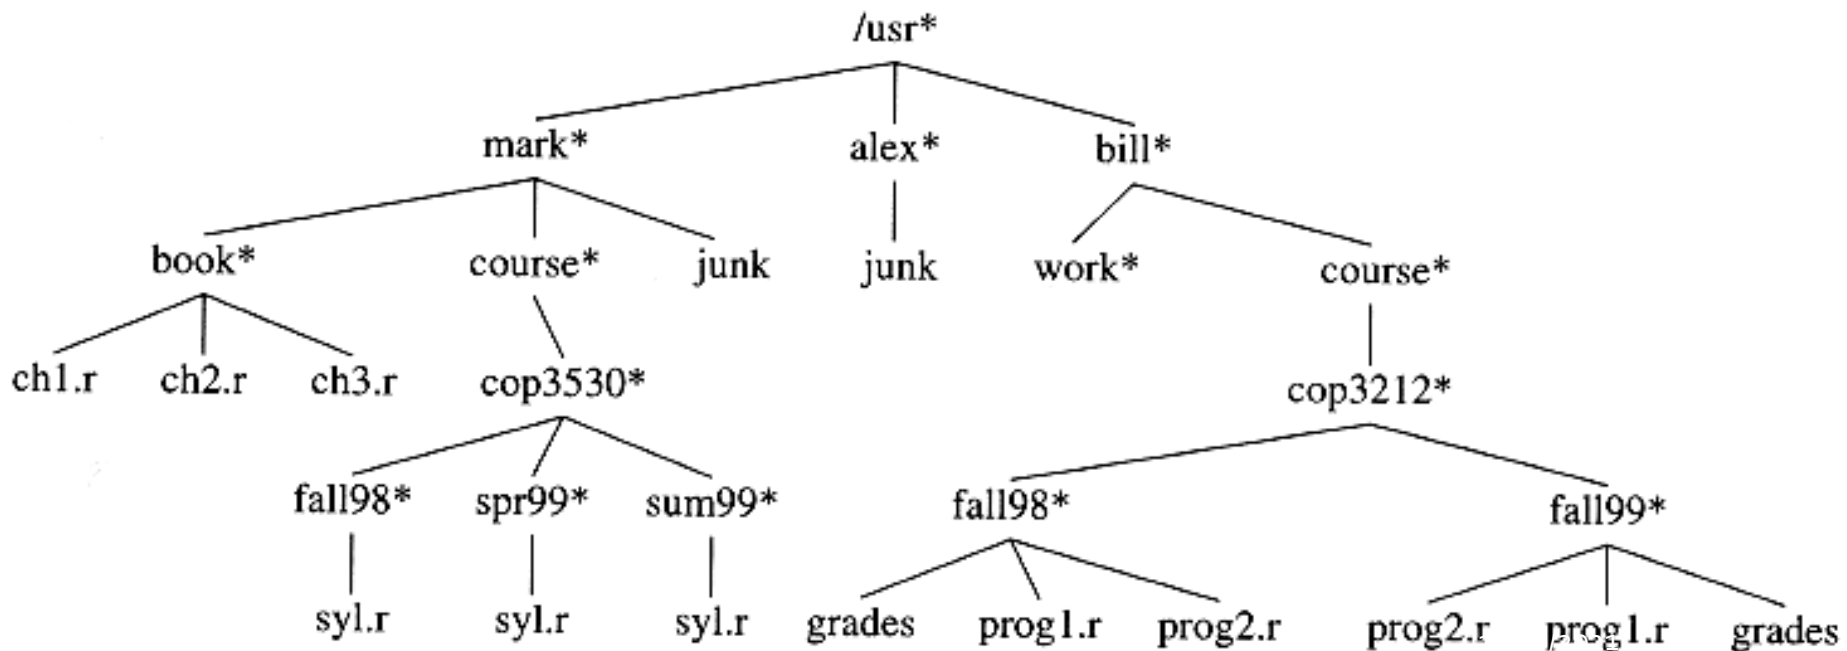 /usr*
mark* alex* bill*
book* course* junk junk work* course*
ch1.r ch2.r ch3.r cop3530* cop3212*
fall98* spr99* sum99* fall98* fall99*
syl.r syl.r syl.r grades prog1.r prog2.r prog2.r prog1.r grades